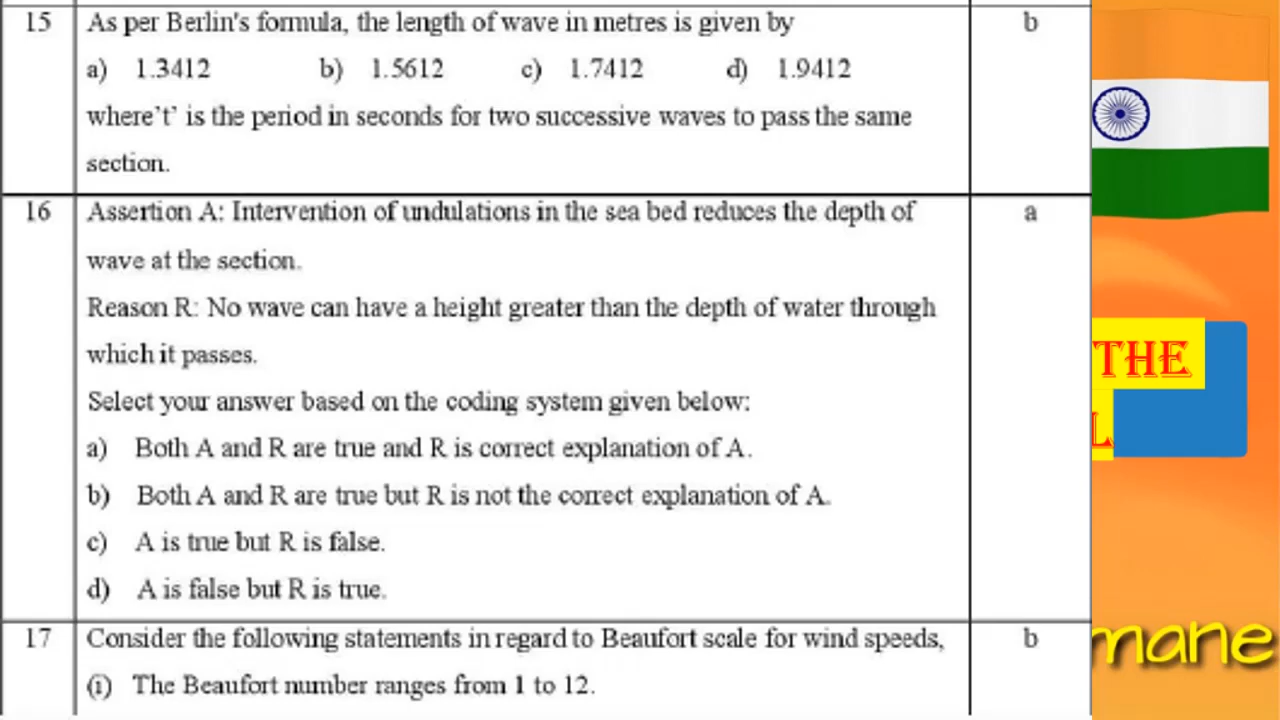 15 As per Berlin's formula, the length of wave in metres is given by b
a) 1.3412 b) 1.5612 c) 1.7412 d) 1.9412
where't' is the period in seconds for two successive waves to pass the same
section.
16 Assertion A: Intervention of undulations in the sea bed reduces the depth of a
wave at the section.
Reason R: No wave can have a height greater than the depth of water through
which it passes.
Select your answer based on the coding system given below:
a) Both A and R are true and R is correct explanation of A.
b) Both A and R are true but R is not the correct explanation of A.
c) A is true but R is false.
d) A is false but R is true.
17 Consider the following statements in regard to Beaufort scale for wind speeds, b
(i) The Beaufort number ranges from 1 to 12.
THE
L
mane